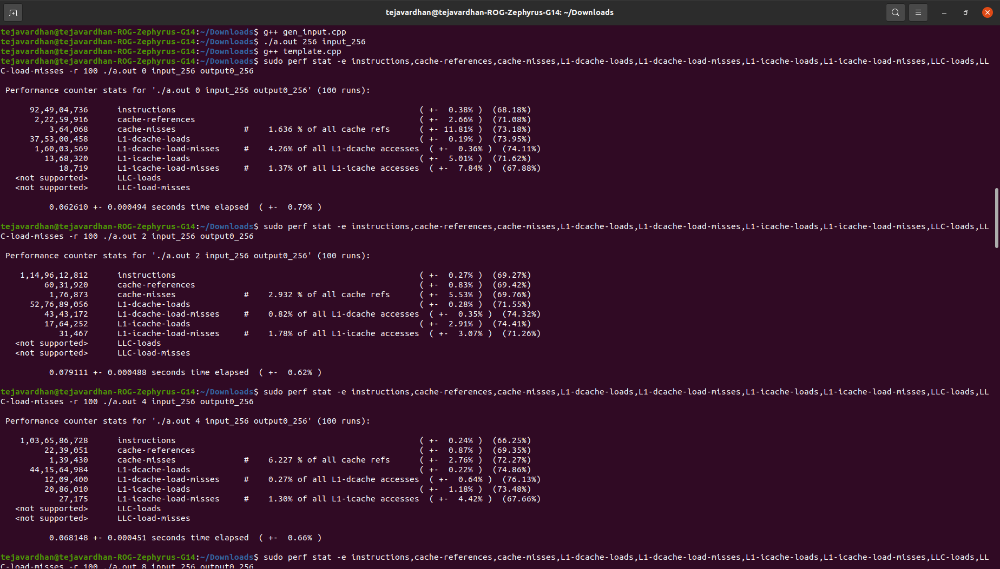 tejavardhan@tejavardhan-ROG-Zephyrus-G14: ~/Downloads
tejavardhan@tejavardhan-ROG-Zephyrus-G14:~/Downloads$ g++ gen_input.cpp
tejavardhan@tejavardhan-ROG-Zephyrus-G14:~/Downloads$ ./a.out 256 input_256
tejavardhan@tejavardhan-ROG-Zephyrus-G14:~/Downloads$ g++ template.cpp
tejavardhan@tejavardhan-ROG-Zephyrus-G14:~/Downloads$ sudo perf stat -e instructions,cache-references,cache-misses,L1-dcache-loads,L1-dcache-load-misses,L1-icache-loads,L1-icache-load-misses,LLC-loads,LL
C-load-misses -r 100 ./a.out 0 input_256 output0_256
Performance counter stats for './a.out 0 input_256 output0_256' (100 runs):
92,49,04,736 instructions ( +- 0.38% ) (68.18%)
2,22,59,916 cache-references ( +- 2.66% ) (71.08%)
3,64,068 cache-misses # 1.636 % of all cache refs ( +- 11.81% ) (73.18%)
37,53,00,458 L1-dcache-loads ( +- 0.19% ) (73.95%)
1,60,03,569 L1-dcache-load-misses # 4.26% of all L1-dcache accesses ( +- 0.36% ) (74.11%)
13,68,320 L1-icache-loads ( +- 5.01% ) (71.62%)
18,719 L1-icache-load-misses # 1.37% of all L1-icache accesses ( +- 7.84% ) (67.88%)
<not supported> LLC-loads
<not supported> LLC-load-misses
0.062610 +- 0.000494 seconds time elapsed ( +- 0.79% )
tejavardhan@tejavardhan-ROG-Zephyrus-G14:~/Downloads$ sudo perf stat -e instructions,cache-references,cache-misses,L1-dcache-loads,L1-dcache-load-misses,L1-icache-loads,L1-icache-load-misses,LLC-loads,LL
C-load-misses -r 100 ./a.out 2 input_256 output0_256
Performance counter stats for './a.out 2 input_256 output0_256' (100 runs):
1,14,96,12,812 instructions ( +- 0.27% ) (69.27%)
60,31,920 cache-references ( +- 0.83% ) (69.42%)
1,76,873 cache-misses # 2.932 % of all cache refs ( +- 5.53% ) (69.76%)
52,76,89,056 L1-dcache-loads ( +- 0.28% ) (71.55%)
43,43,172 L1-dcache-load-misses # 0.82% of all L1-dcache accesses ( +- 0.35% ) (74.32%)
17,64,252 L1-icache-loads ( +- 2.91% ) (74.41%)
31,467 L1-icache-load-misses # 1.78% of all L1-icache accesses ( +- 3.07% ) (71.26%)
<not supported> LLC-loads
<not supported> LLC-load-misses
0.079111 +- 0.000488 seconds time elapsed ( +- 0.62% )
tejavardhan@tejavardhan-ROG-Zephyrus-G14:~/Downloads$ sudo perf stat -e instructions,cache-references,cache-misses,L1-dcache-loads,L1-dcache-load-misses,L1-icache-loads,L1-icache-load-misses,LLC-loads,LL
C-load-misses -r 100 ./a.out 4 input_256 output0_256
Performance counter stats for './a.out 4 input_256 output0_256' (100 runs):
1,03,65,86,728 instructions ( +- 0.24% ) (66.25%)
22,39,051 cache-references ( +- 0.87% ) (69.35%)
1,39,430 cache-misses # 6.227 % of all cache refs ( +- 2.76% ) (72.27%)
44,15,64,984 L1-dcache-loads ( +- 0.22% ) (74.86%)
12,09,400 L1-dcache-load-misses # 0.27% of all L1-dcache accesses ( +- 0.64% ) (76.13%)
20,86,010 L1-icache-loads ( +- 1.18% ) (73.48%)
27,175 L1-icache-load-misses # 1.30% of all L1-icache accesses ( +- 4.42% ) (67.66%)
<not supported> LLC-loads
<not supported> LLC-load-misses
0.068148 +- 0.000451 seconds time elapsed ( +- 0.66% )
tejavardhan@tejavardhan-ROG-Zephyrus-G14:~/Downloads$ sudo perf stat -e instructions,cache-references,cache-misses,L1-dcache-loads,L1-dcache-load-misses,L1-icache-loads,L1-icache-load-misses,LLC-loads,LL
C-load-misses -r 100 ./a.out 8 input_256 output0_256